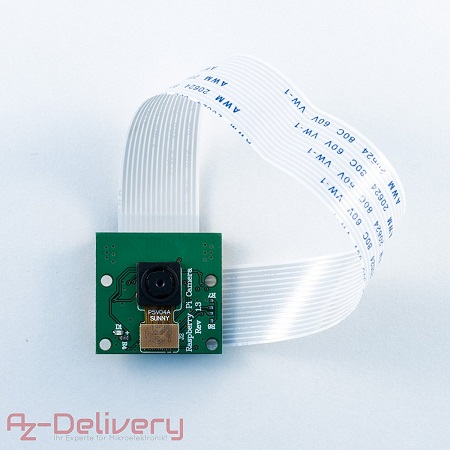 AWM 20624 80C 60V VW-1
AWM 20624 80C 60V VW-1
AWM 20624 80C 60V VW-1
P5V04A
SUNNY
Raspberry Pi Camera
Rev 1.3
AZ-Delivery
Ihr Experte für Mikroelektronik!